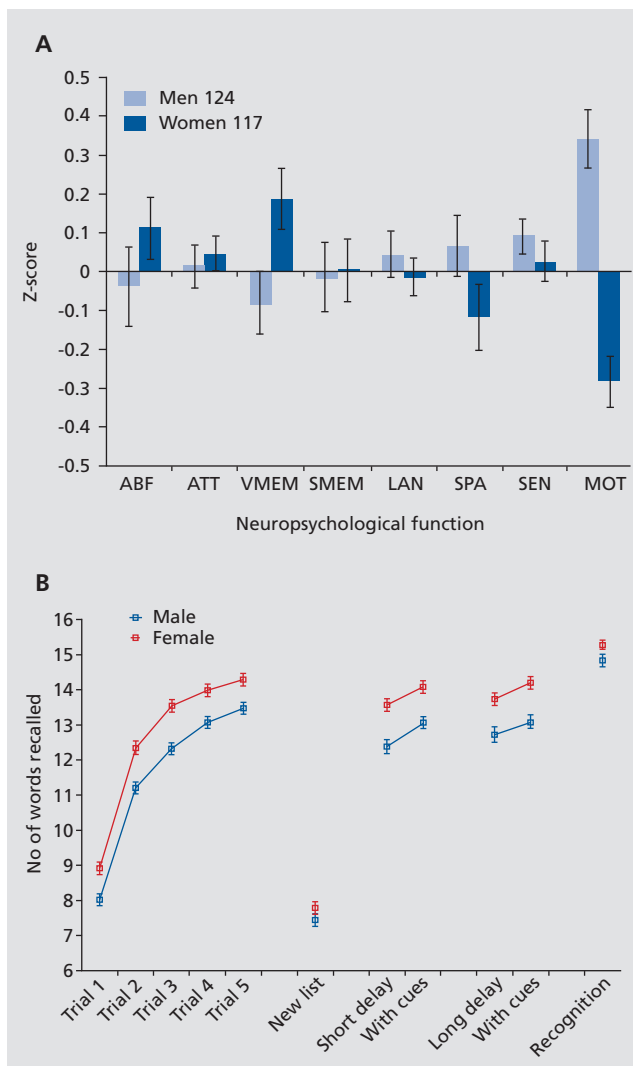 A
0.5
0.4
0.3
0.2
0.1
0
-0.1
-0.2
-0.3
-0.4
-0.5
Z-score
Men 124
Women 117
ABF ATT VMEM SMEM LAN SPA SEN MOT
Neuropsychological function
B
16
15
14
13
12
11
10
9
8
7
6
No of words recalled
Male
Female
Trial 1
Trial 2
Trial 3
Trial 4
Trial 5
New list
Short delay
With cues
Long delay
With cues
Recognition